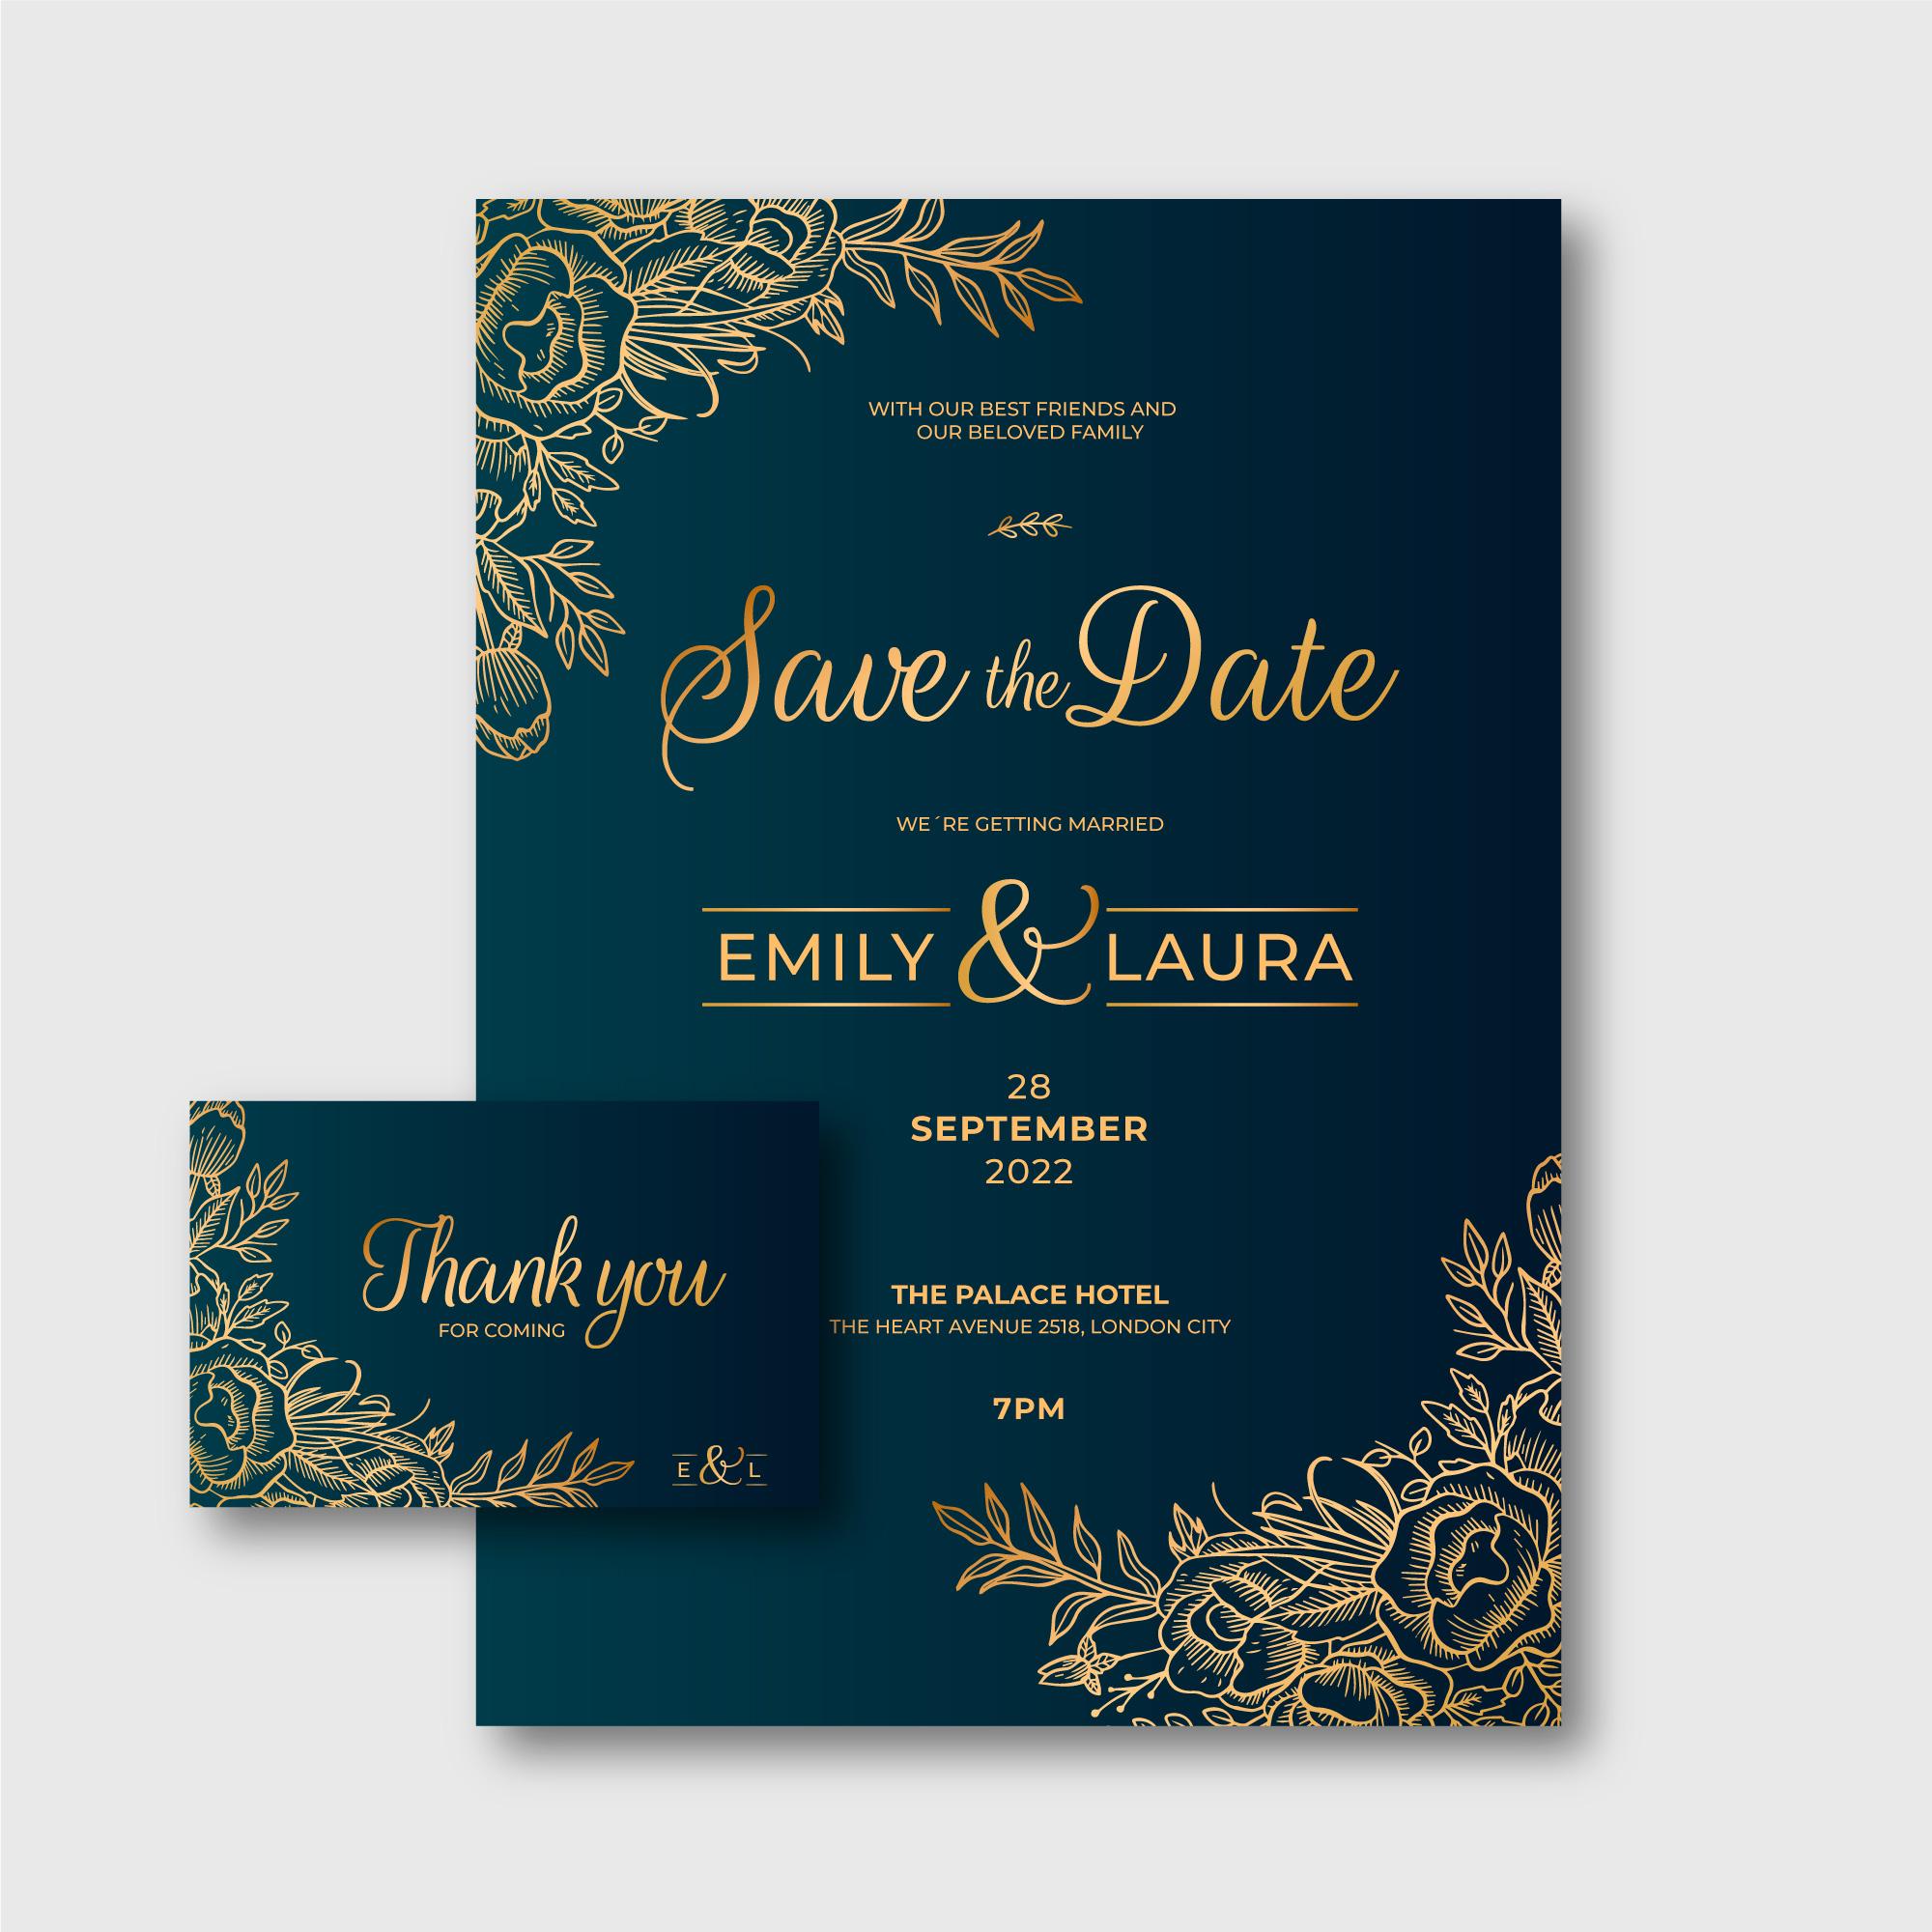 WITH OUR BEST FRIENDS AND
OUR BELOVED FAMILY
Save the Date
WE´RE GETTING MARRIED
EMILY & LAURA
28
SEPTEMBER
2022
THE PALACE HOTEL
THE HEART AVENUE 2518, LONDON CITY
7PM
Thank you
FOR COMING
E & L